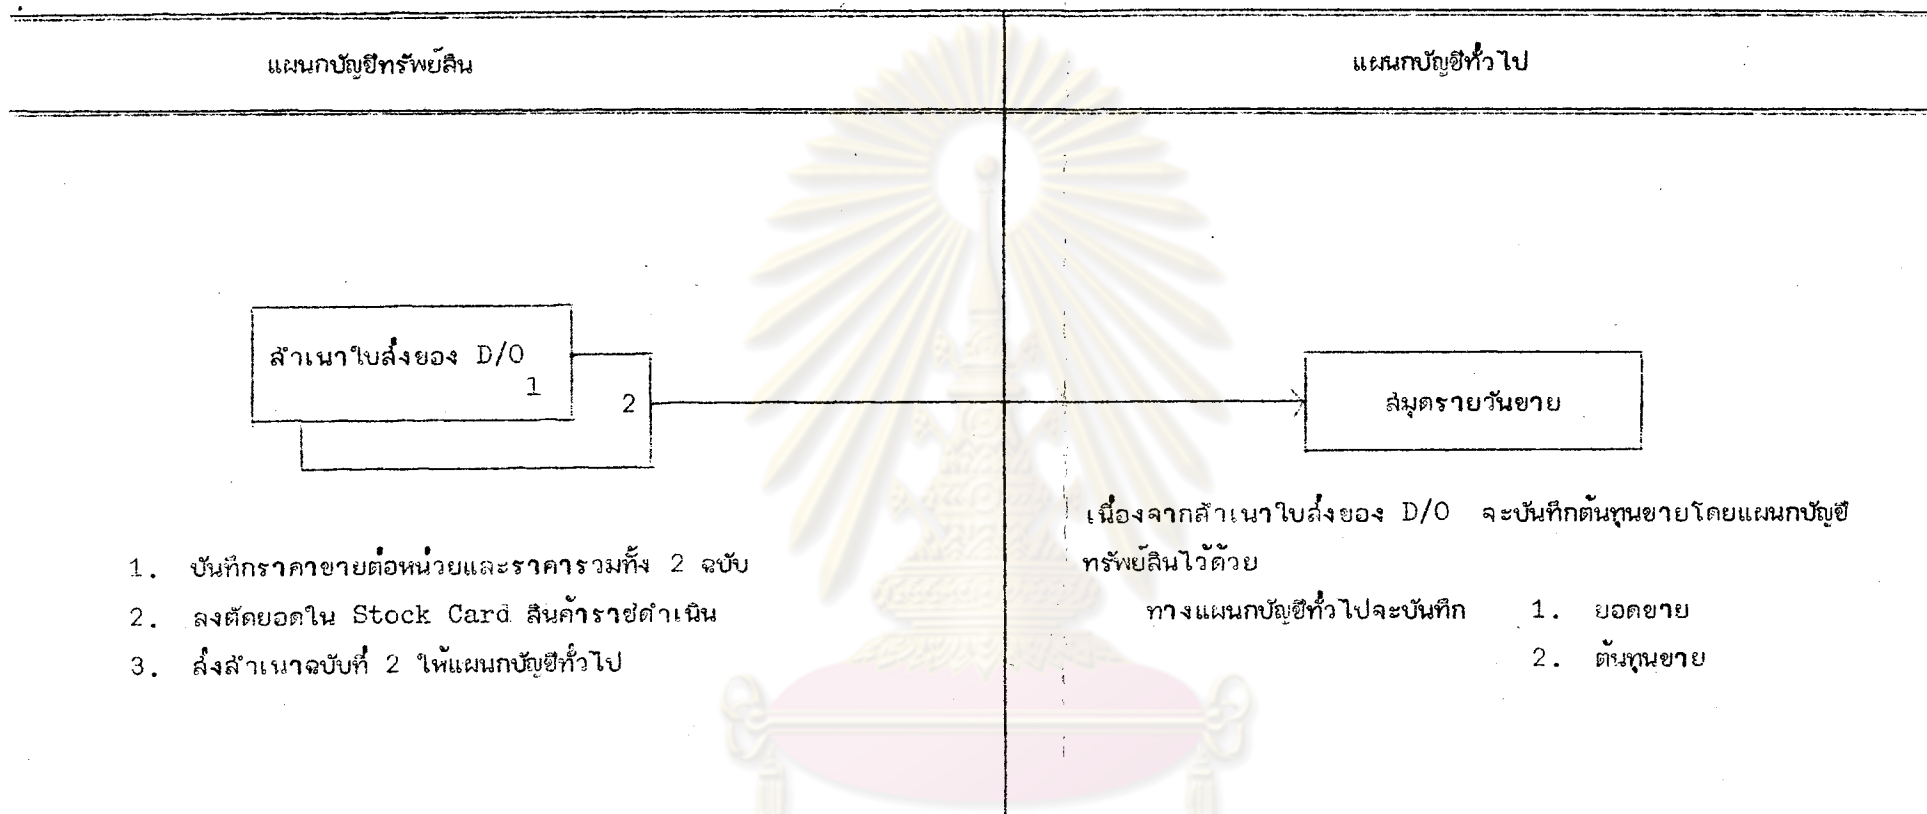 แผนกบัญชีทรัพย์สิน
แผนกบัญชีทั่วไป
สำเนาใบส่งของ D/O
1
2
สมุดรายวันขาย
1. บันทึกราคาขายต่อหน่วยและราคารวมทั้ง 2 ฉบับ
2. ลงตัดยอดใน Stock Card สินค้าราชดำเนิน
3. ส่งสำเนาฉบับที่ 2 ให้แผนกบัญชีทั่วไป
เนื่องจากสำเนาใบส่งของ D/O จะบันทึกต้นทุนขายโดยแผนกบัญชี
ทรัพย์สินไว้ด้วย
ทางแผนกบัญชีทั่วไปจะบันทึก 1. ยอดขาย
2. ต้นทุนขาย